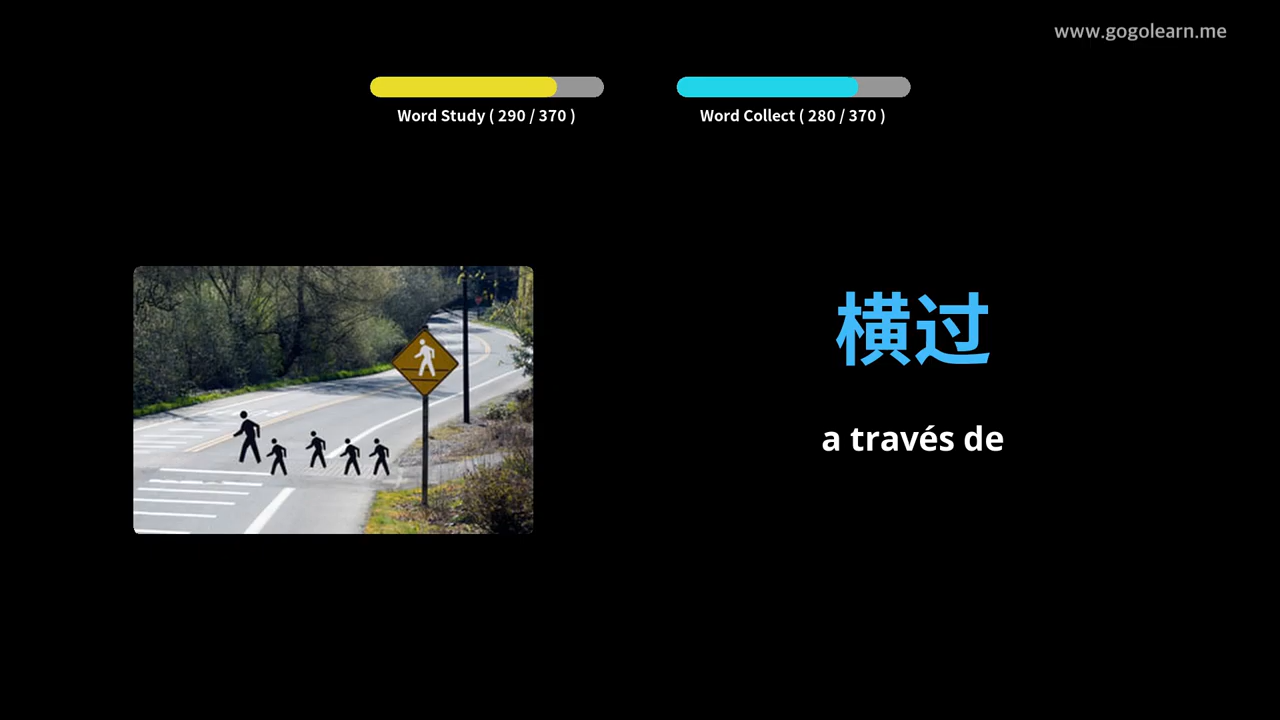 www.gogolearn.me
Word Study ( 290 / 370 )
Word Collect ( 280 / 370 )
横过
a través de